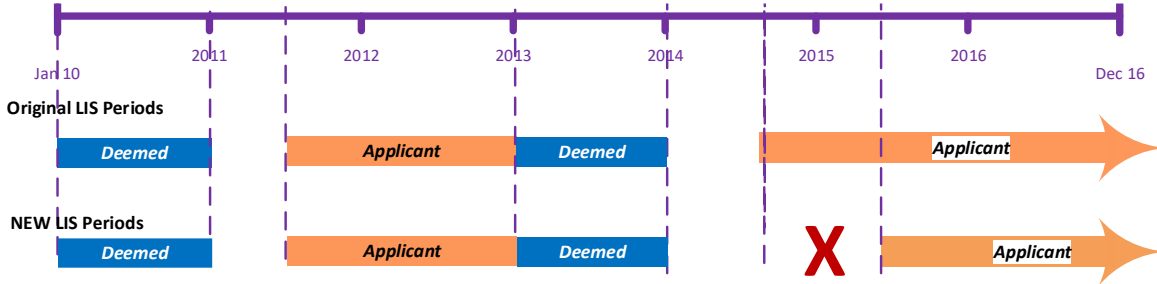 2011 2012 2013 2014 2015 2016
Jan 10 Dec 16
Original LIS Periods
Deemed Applicant Deemed Applicant
NEW LIS Periods
Deemed Applicant Deemed X Applicant